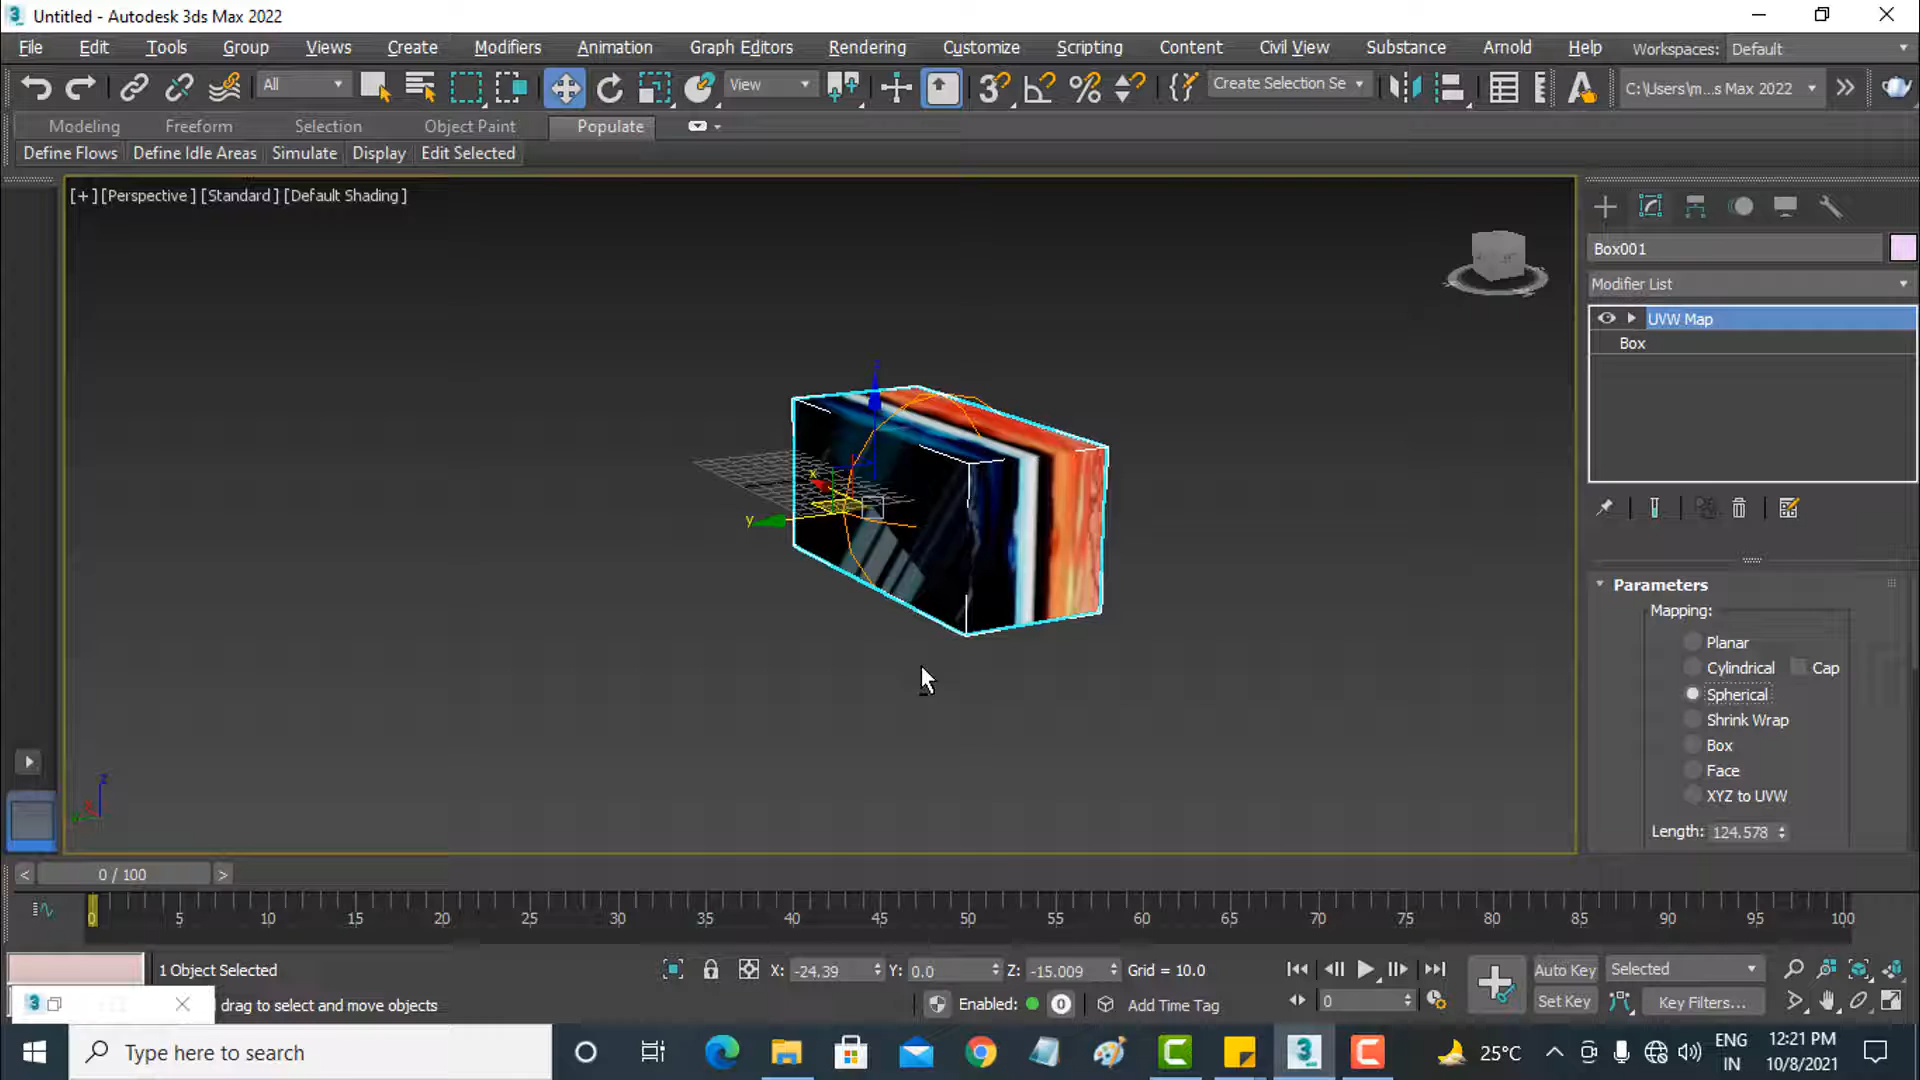 Untitled - Autodesk 3ds Max 2022
File Edit Tools Group Views Create Modifiers Animation Graph Editors Rendering Customize Scripting Content Civil View Substance Arnold Help Workspaces: Default
All View Create Selection Se C:\Users\m...s Max 2022
Modeling Freeform Selection Object Paint Populate
Define Flows Define Idle Areas Simulate Display Edit Selected
[+] [Perspective] [Standard] [Default Shading]
Box001
Modifier List
UVW Map
Box
Parameters
Mapping:
Planar
Cylindrical Cap
Spherical
Shrink Wrap
Box
Face
XYZ to UVW
Length: 124.578
x
y
z
< 0 / 100 >
0 5 10 15 20 25 30 35 40 45 50 55 60 65 70 75 80 85 90 95 100
1 Object Selected X: -24.39 Y: 0.0 Z: -15.009 Grid = 10.0 Auto Key Selected
drag to select and move objects Enabled: 0 Add Time Tag 0 Set Key Key Filters...
Type here to search 25°C ENG 12:21 PM
IN 10/8/2021